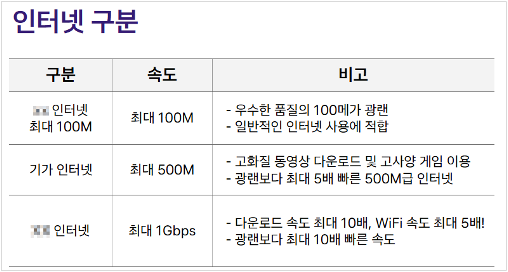 인터넷 구분
구분 속도 비고
인터넷
최대 100M
최대 100M
- 우수한 품질의 100메가 광랜
- 일반적인 인터넷 사용에 적합
기가 인터넷
최대 500M
- 고화질 동영상 다운로드 및 고사양 게임 이용
- 광랜보다 최대 5배 빠른 500M급 인터넷
인터넷
최대 1Gbps
- 다운로드 속도 최대 10배, WiFi 속도 최대 5배!
- 광랜보다 최대 10배 빠른 속도